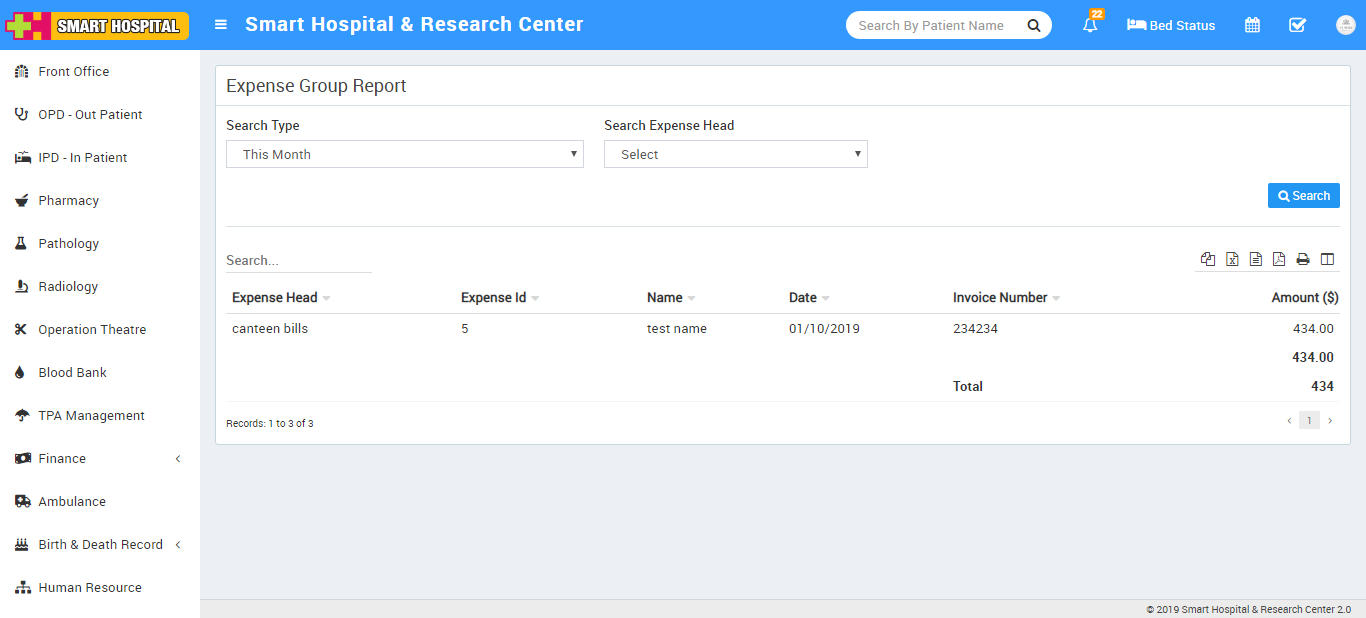 SMART HOSPITAL
Smart Hospital & Research Center
Search By Patient Name
22
Bed Status
Front Office
OPD - Out Patient
IPD - In Patient
Pharmacy
Pathology
Radiology
Operation Theatre
Blood Bank
TPA Management
Finance
Ambulance
Birth & Death Record
Human Resource
Expense Group Report
Search Type
Search Expense Head
This Month
Select
Search
Search...
Expense Head Expense Id Name Date Invoice Number Amount ($)
canteen bills 5 test name 01/10/2019 234234 434.00
434.00
Total 434
Records: 1 to 3 of 3
1
© 2019 Smart Hospital & Research Center 2.0